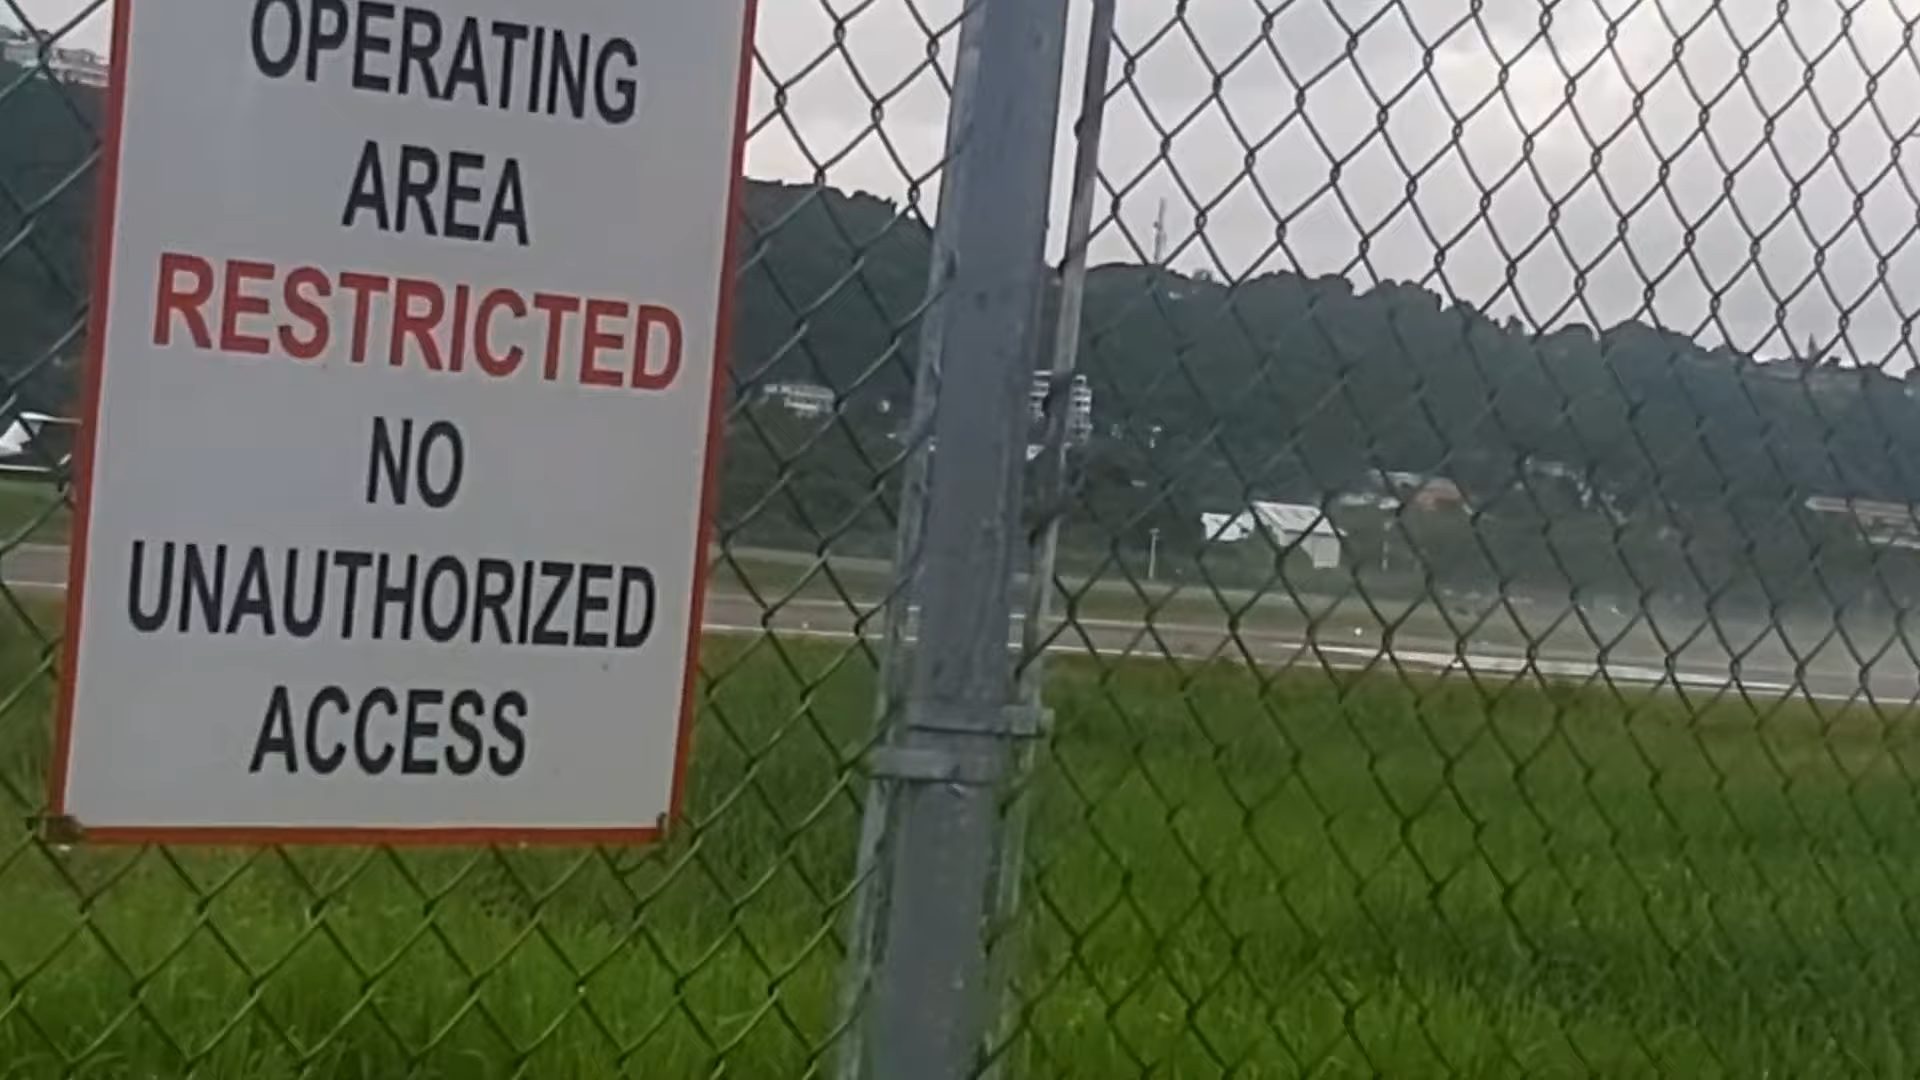 OPERATING
AREA
RESTRICTED
NO
UNAUTHORIZED
ACCESS